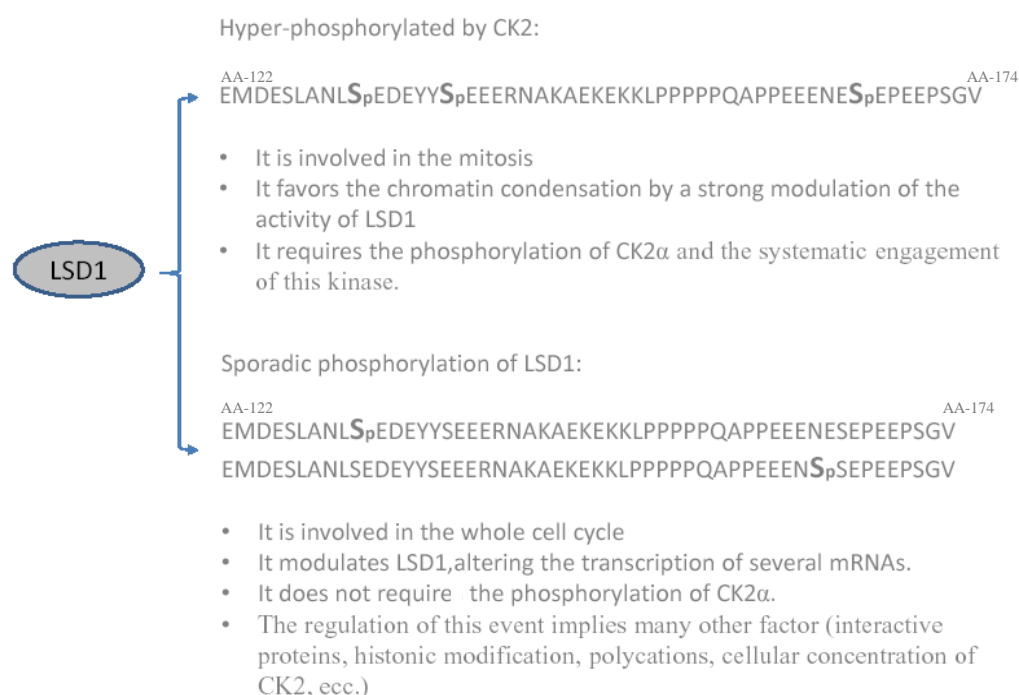 Hyper-phosphorylated by CK2:
AA-122 AA-174
EMDESLANLSpEDEYYSpEEERNAKAEKEKKLPPPPPQAPPEEENESpEPEEPSGV
• It is involved in the mitosis
• It favors the chromatin condensation by a strong modulation of the
activity of LSD1
• It requires the phosphorylation of CK2α and the systematic engagement
of this kinase.
LSD1
Sporadic phosphorylation of LSD1:
AA-122 AA-174
EMDESLANLSpEDEYYSEEERNAKAEKEKKLPPPPPQAPPEEENESEPEEPSGV
EMDESLANLSEDEYYSEEERNAKAEKEKKLPPPPPQAPPEEENSpSEPEEPSGV
• It is involved in the whole cell cycle
• It modulates LSD1,altering the transcription of several mRNAs.
• It does not require the phosphorylation of CK2α.
• The regulation of this event implies many other factor (interactive
proteins, histonic modification, polycations, cellular concentration of
CK2, ecc.)